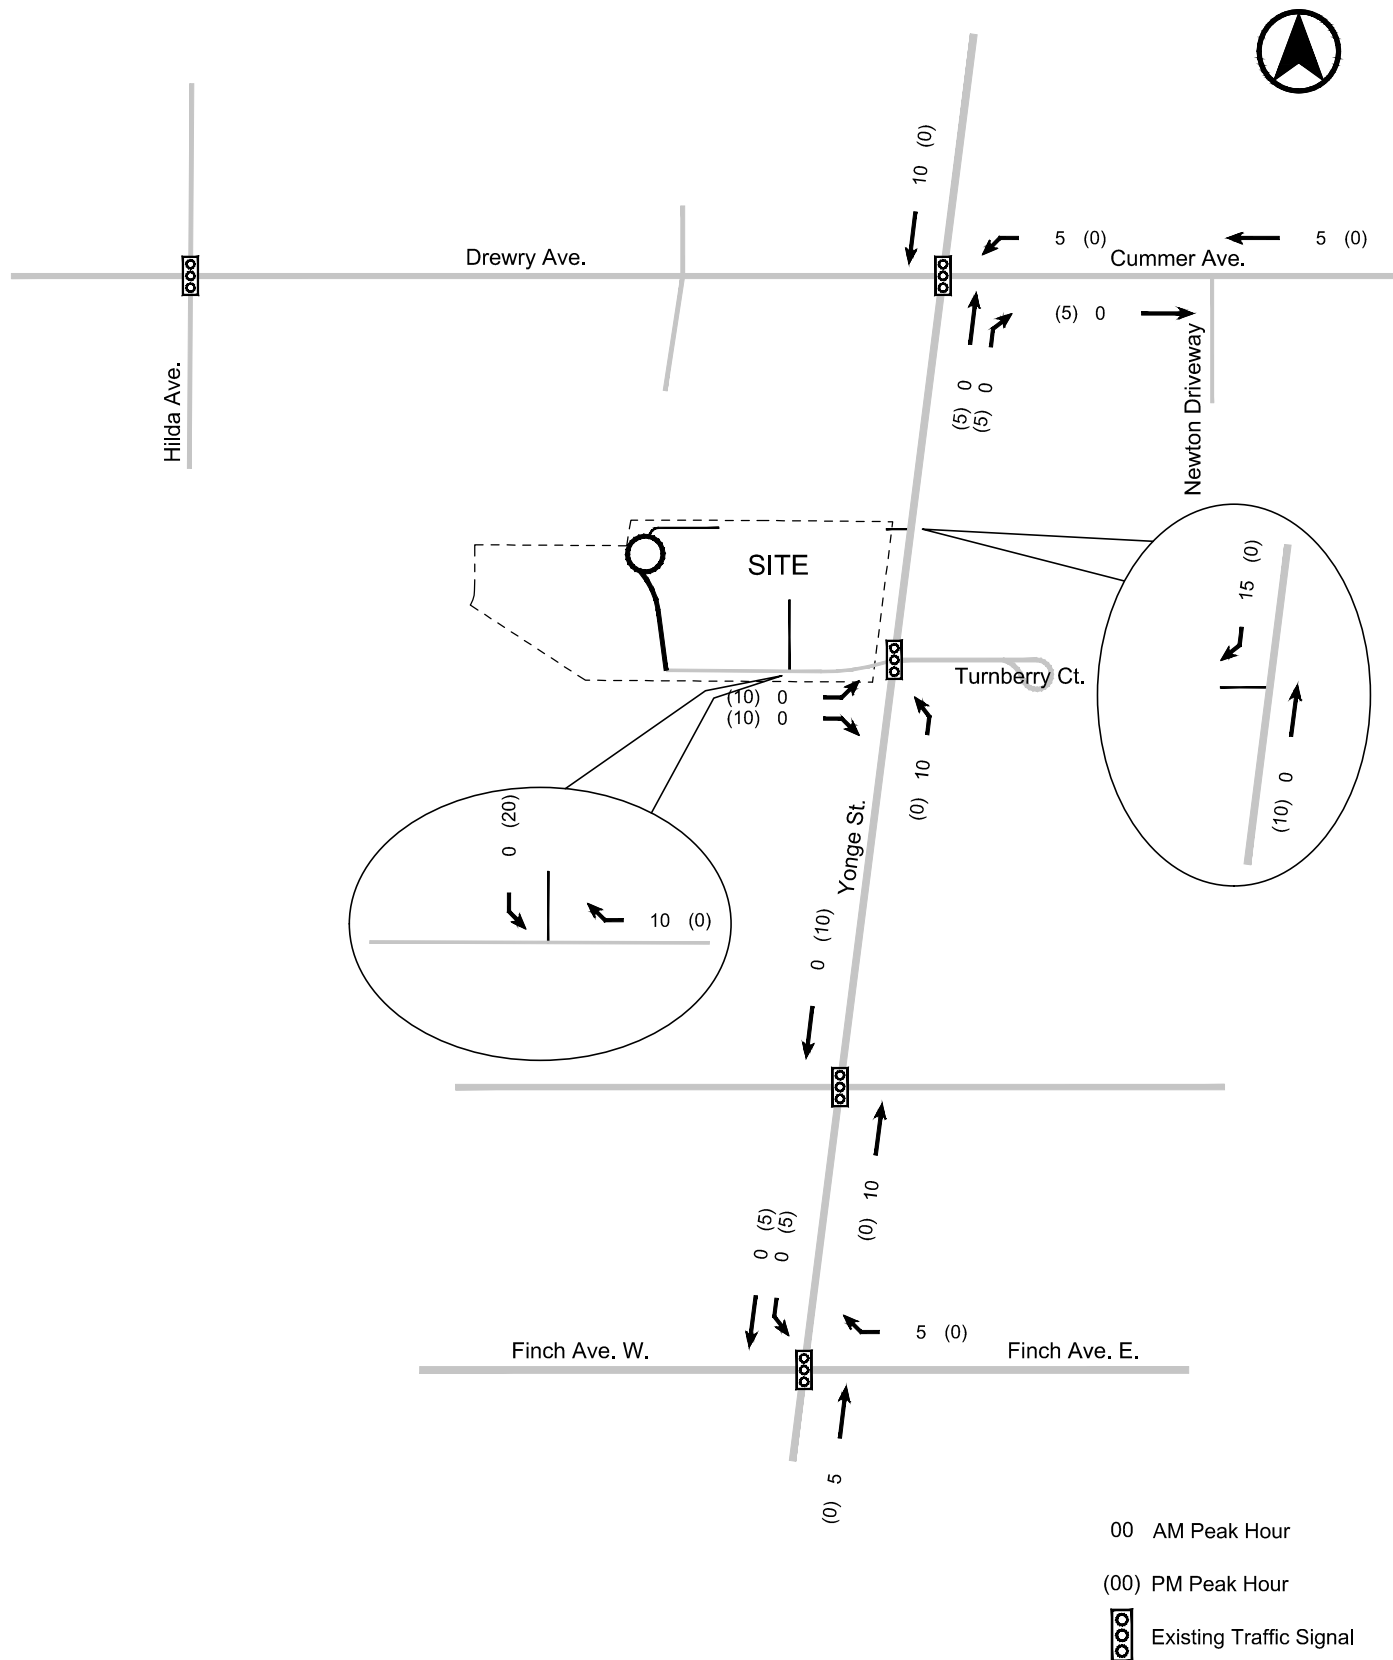 10 (0)
5 (0)
5 (0)
Drewry Ave.
Cummer Ave.
(5) 0
(5) 0
(5) 0
Hilda Ave.
Newton Driveway
SITE
15 (0)
(10) 0
Turnberry Ct.
(10) 0
(10) 0
(0) 10
Yonge St.
0 (20)
10 (0)
0 (10)
(0) 10
0 (5)
0 (5)
5 (0)
Finch Ave. W.
Finch Ave. E.
(0) 5
00 AM Peak Hour
(00) PM Peak Hour
Existing Traffic Signal